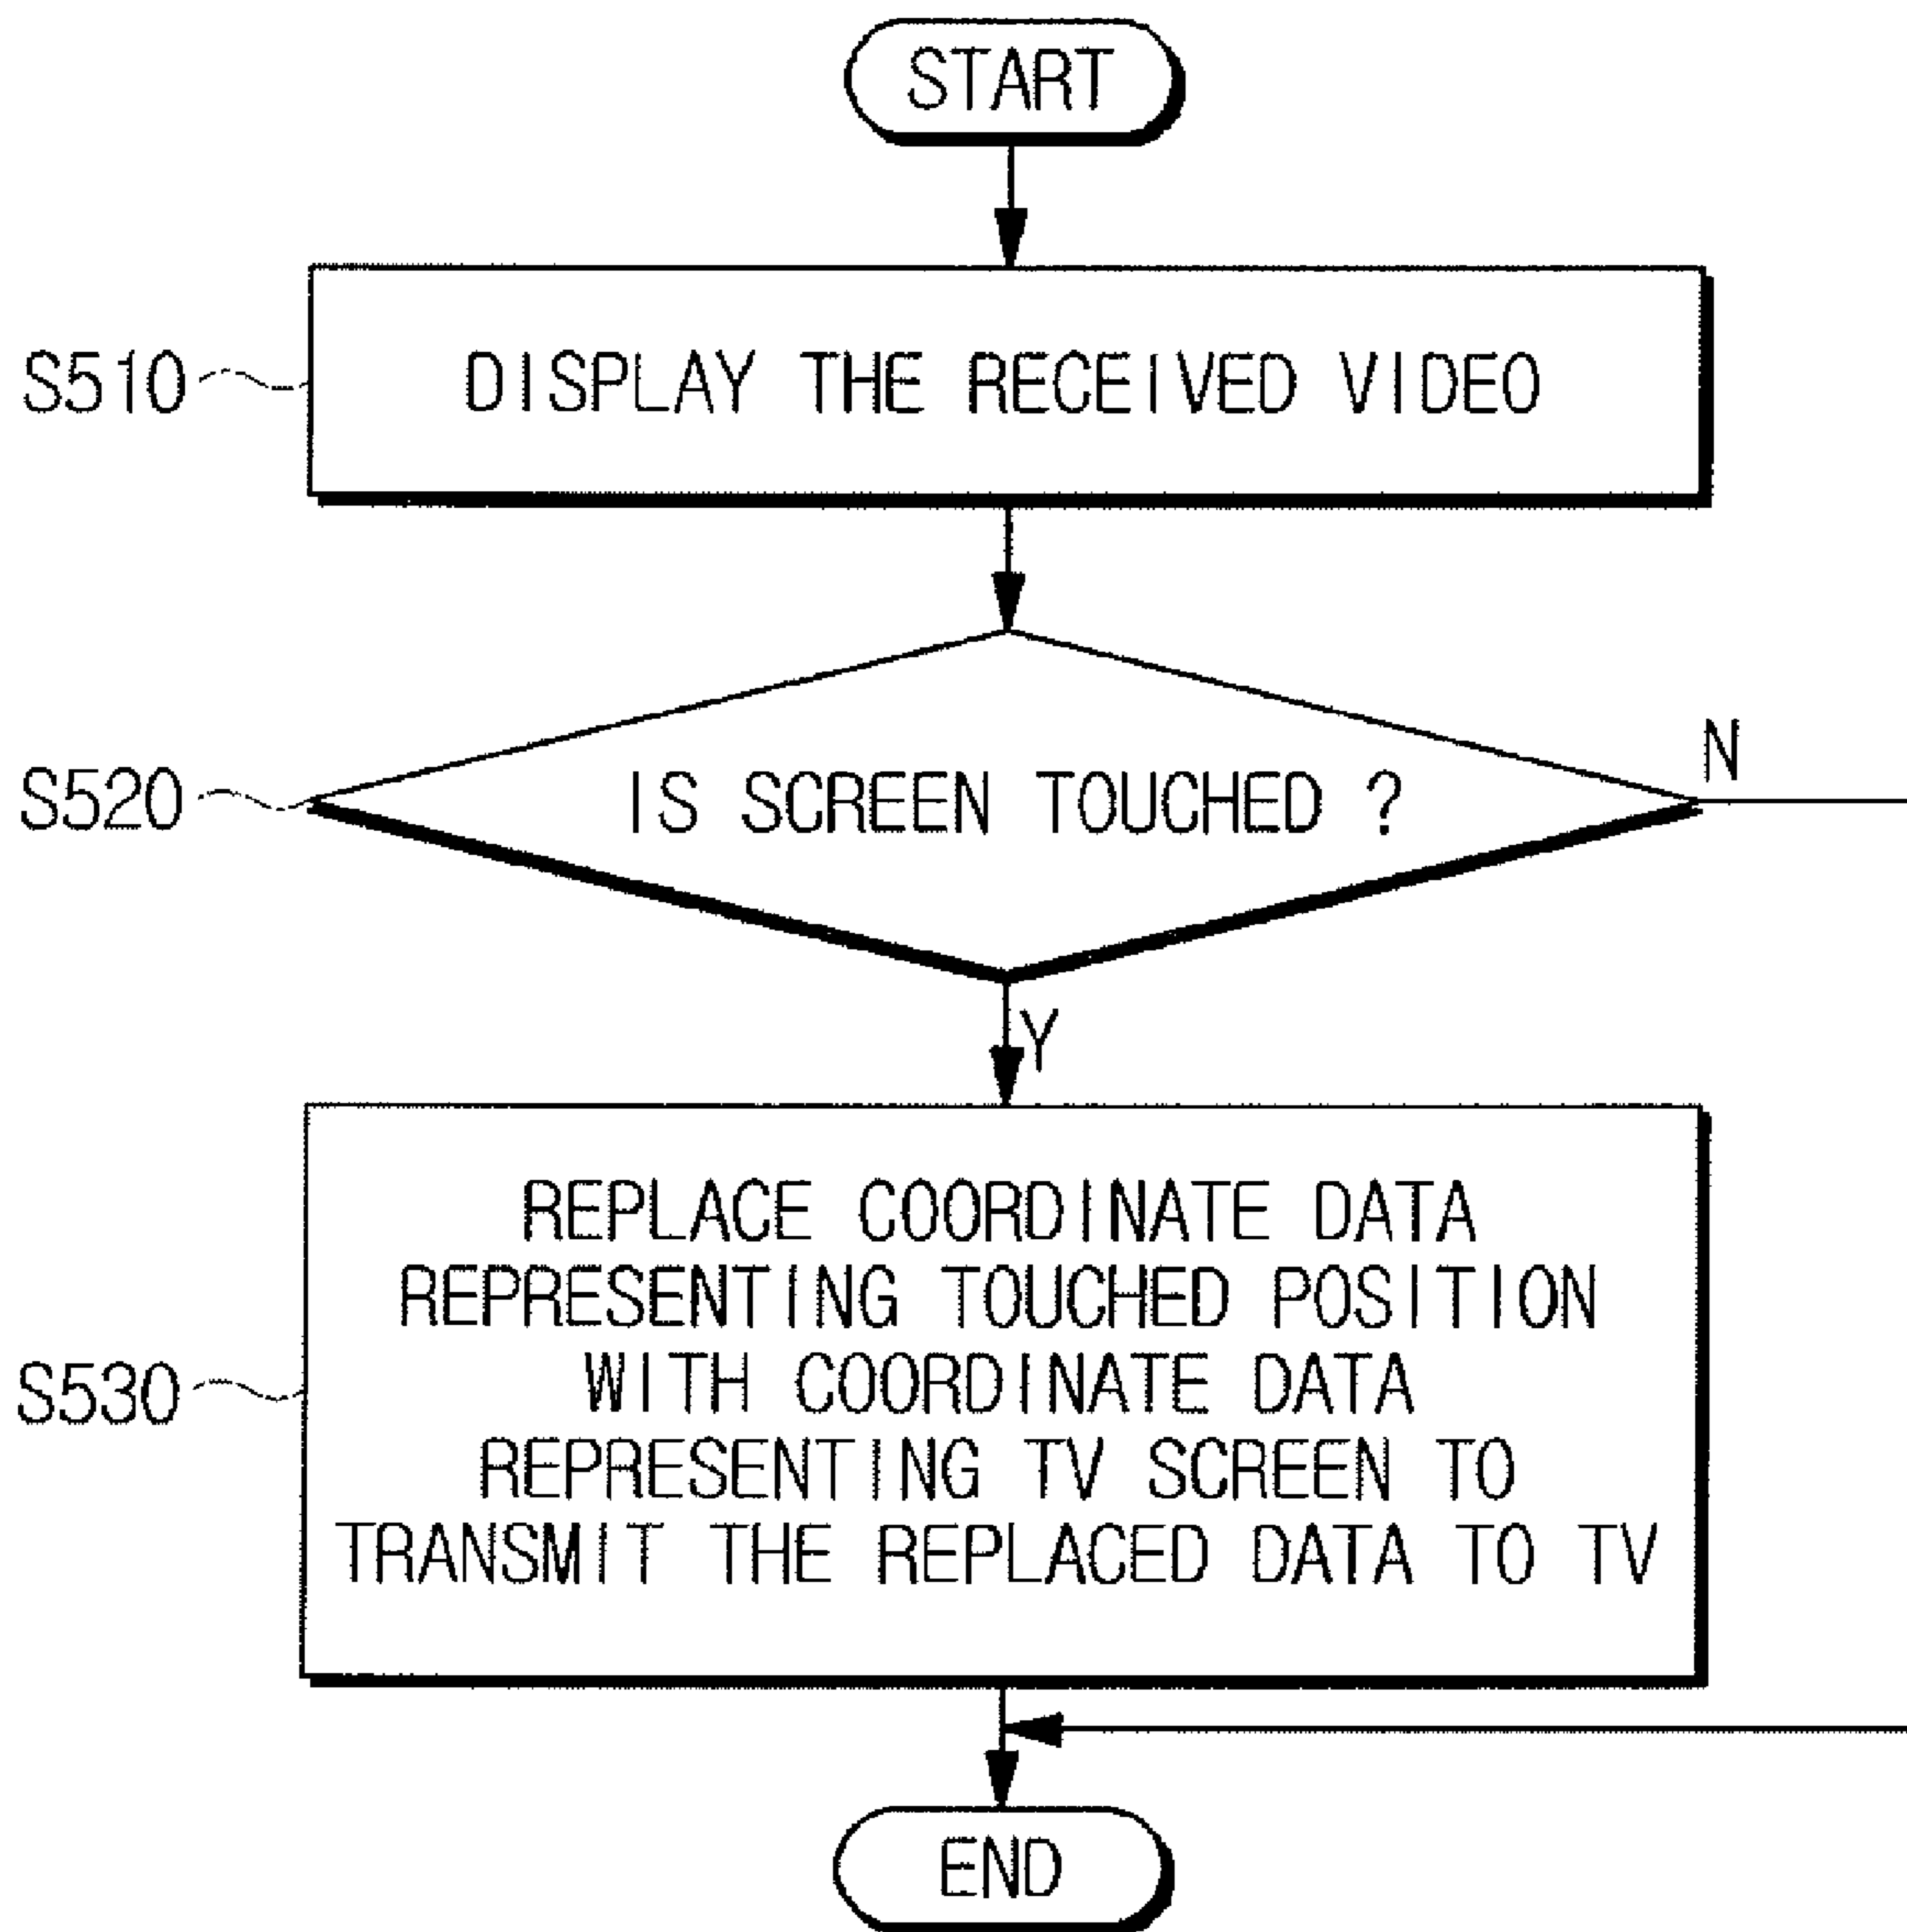 START
S510
DISPLAY THE RECEIVED VIDEO
S520
IS SCREEN TOUCHED ?
N
Y
S530
REPLACE COORDINATE DATA
REPRESENTING TOUCHED POSITION
WITH COORDINATE DATA
REPRESENTING TV SCREEN TO
TRANSMIT THE REPLACED DATA TO TV
END